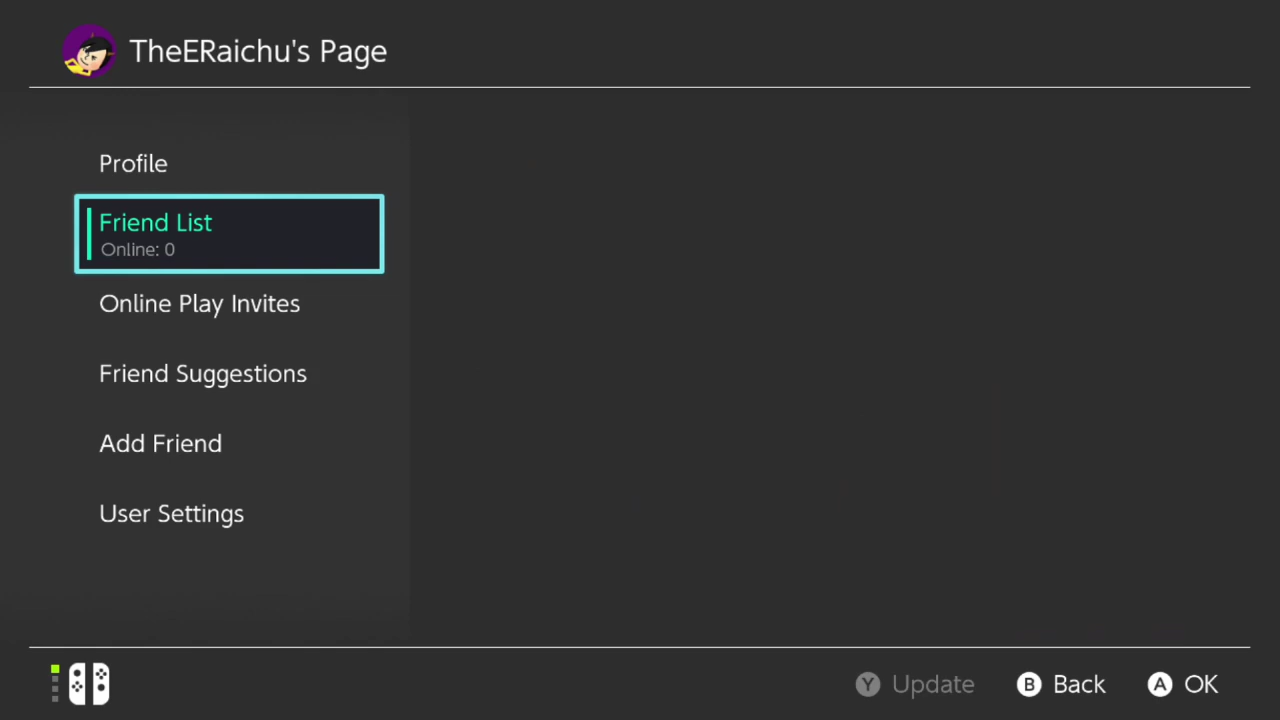 TheERaichu's Page
Profile
Friend List
Online: 0
Online Play Invites
Friend Suggestions
Add Friend
User Settings
Y Update B Back A OK